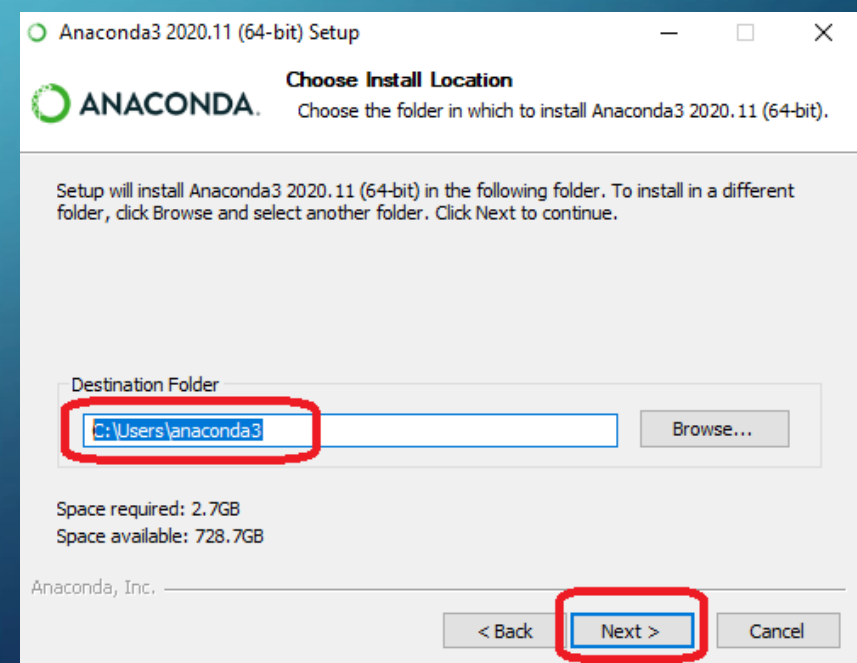 Anaconda3 2020.11 (64-bit) Setup
ANACONDA.
Choose Install Location
Choose the folder in which to install Anaconda3 2020.11 (64-bit).
Setup will install Anaconda3 2020.11 (64-bit) in the following folder. To install in a different
folder, click Browse and select another folder. Click Next to continue.
Destination Folder
C:\Users\anaconda3
Browse...
Space required: 2.7GB
Space available: 728.7GB
Anaconda, Inc.
< Back
Next >
Cancel